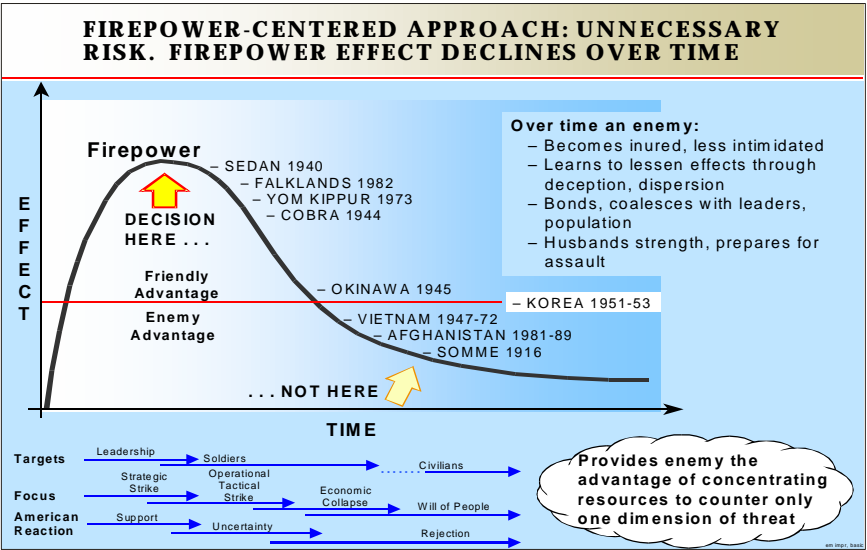 FIREPOWER-CENTERED APPROACH: UNNECESSARY
RISK. FIREPOWER EFFECT DECLINES OVER TIME
EFFECT
Firepower
– SEDAN 1940
– FALKLANDS 1982
– YOM KIPPUR 1973
– COBRA 1944
DECISION
HERE . . .
Friendly
Advantage
Enemy
Advantage
– OKINAWA 1945
– KOREA 1951-53
– VIETNAM 1947-72
– AFGHANISTAN 1981-89
– SOMME 1916
. . . NOT HERE
TIME
Over time an enemy:
– Becomes inured, less intimidated
– Learns to lessen effects through
deception, dispersion
– Bonds, coalesces with leaders,
population
– Husbands strength, prepares for
assault
Targets
Leadership
Soldiers
Civilians
Focus
Strategic
Strike
Operational
Tactical
Strike
Economic
Collapse
Will of People
American
Reaction
Support
Uncertainty
Rejection
Provides enemy the
advantage of concentrating
resources to counter only
one dimension of threat
em impr, basic